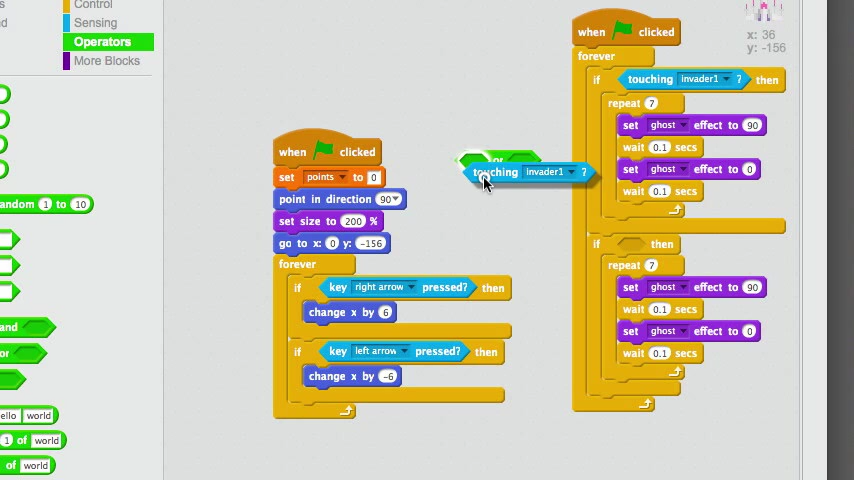 Control
Sensing
Operators
More Blocks
andom 1 to 10
and
or
ello world
1 of world
of world
when clicked
set points to 0
point in direction 90
set size to 200 %
go to x: 0 y: -156
forever
if key right arrow pressed? then
change x by 6
if key left arrow pressed? then
change x by -6
or
touching invader1 ?
when clicked
forever
if touching invader1 ? then
repeat 7
set ghost effect to 90
wait 0.1 secs
set ghost effect to 0
wait 0.1 secs
if then
repeat 7
set ghost effect to 90
wait 0.1 secs
set ghost effect to 0
wait 0.1 secs
x: 36
y: -156